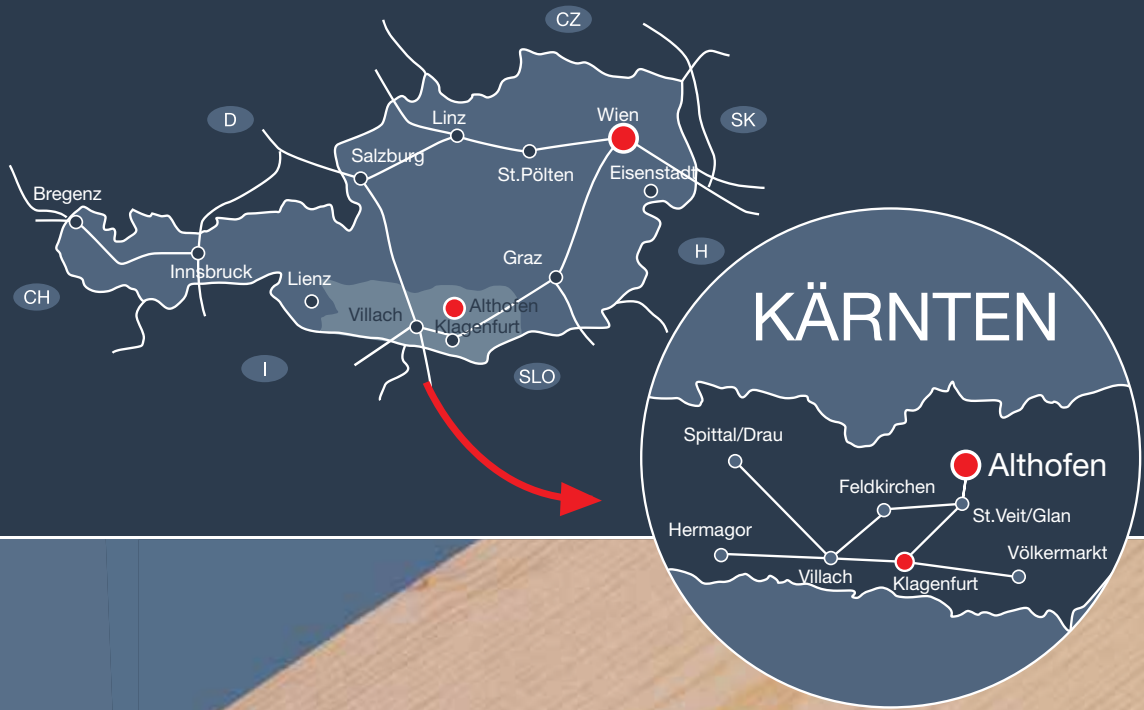 CZ
D
Linz
Wien
SK
Salzburg
St.Pölten
Eisenstadt
Bregenz
Innsbruck
Graz
H
CH
Lienz
Villach
Althofen
Klagenfurt
I
SLO
KÄRNTEN
Spittal/Drau
Althofen
Feldkirchen
St.Veit/Glan
Hermagor
Völkermarkt
Villach
Klagenfurt